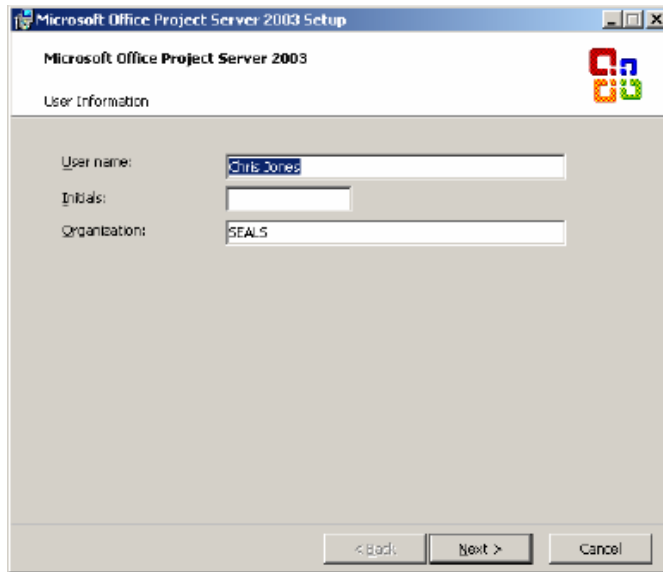 Microsoft Office Project Server 2003 Setup
Microsoft Office Project Server 2003
User Information
User name:
Chris Jones
Initials:
Organization:
SEALS
< Back
Next >
Cancel